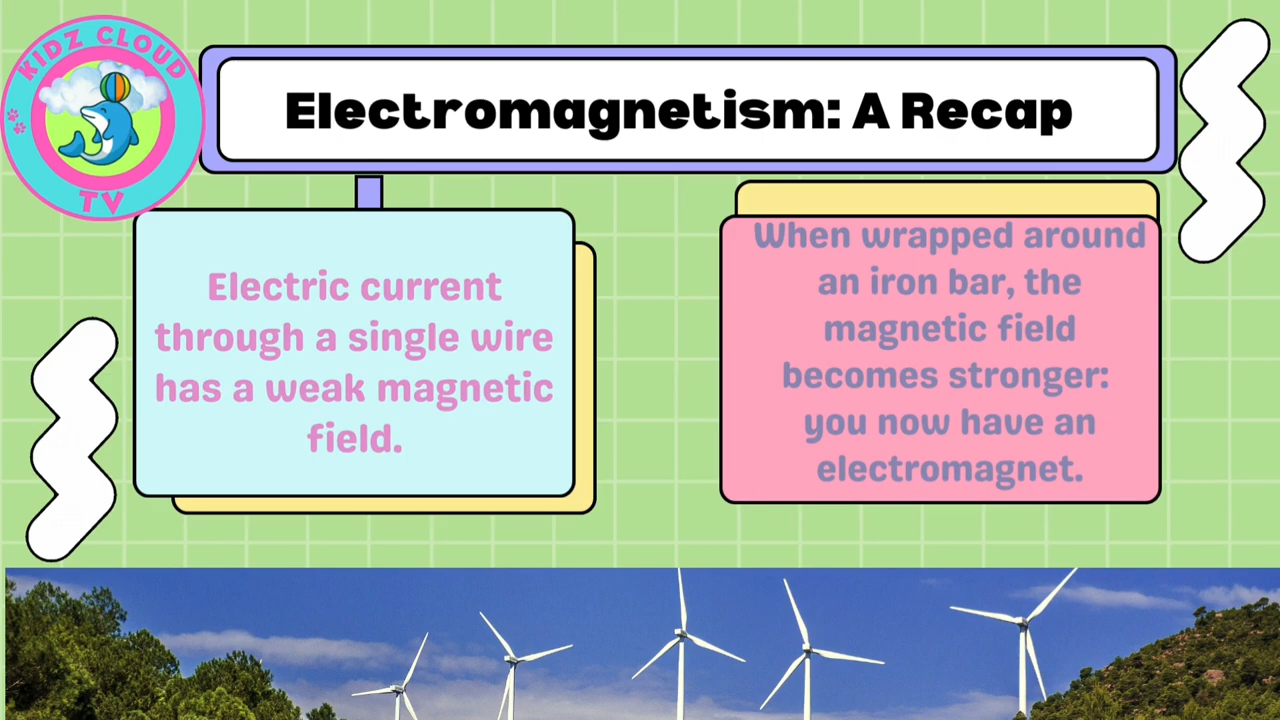 KIDZ CLOUD
TV
Electromagnetism: A Recap
Electric current
through a single wire
has a weak magnetic
field.
When wrapped around
an iron bar, the
magnetic field
becomes stronger:
you now have an
electromagnet.